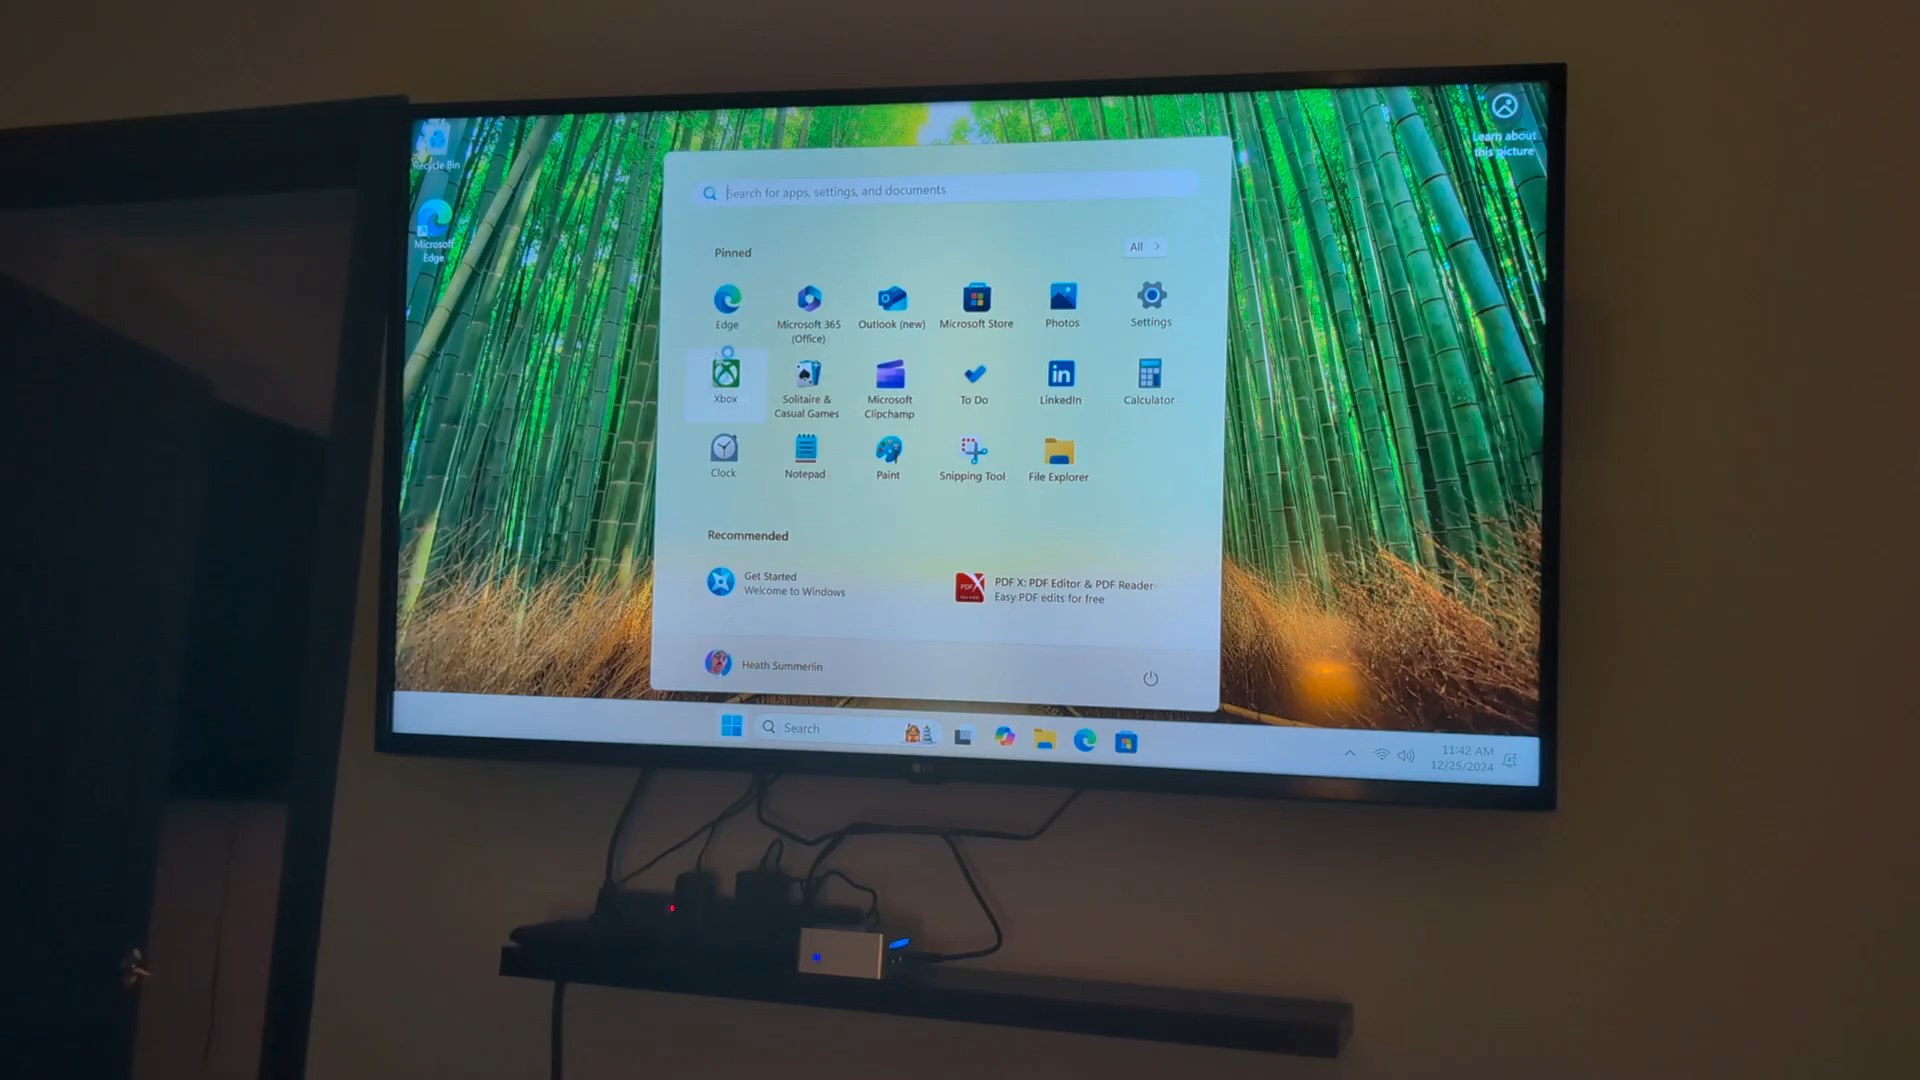 Recycle Bin
Microsoft
Edge
Learn about
this picture
Search for apps, settings, and documents
Pinned
All
Edge
Microsoft 365
(Office)
Outlook (new)
Microsoft Store
Photos
Settings
Xbox
Solitaire &
Casual Games
Microsoft
Clipchamp
To Do
in
LinkedIn
Calculator
Clock
Notepad
Paint
Snipping Tool
File Explorer
Recommended
Get Started
Welcome to Windows
PDF
PDF X: PDF Editor & PDF Reader
Easy PDF edits for free
Heath Summerlin
Search
11:42 AM
12/25/2024
LG